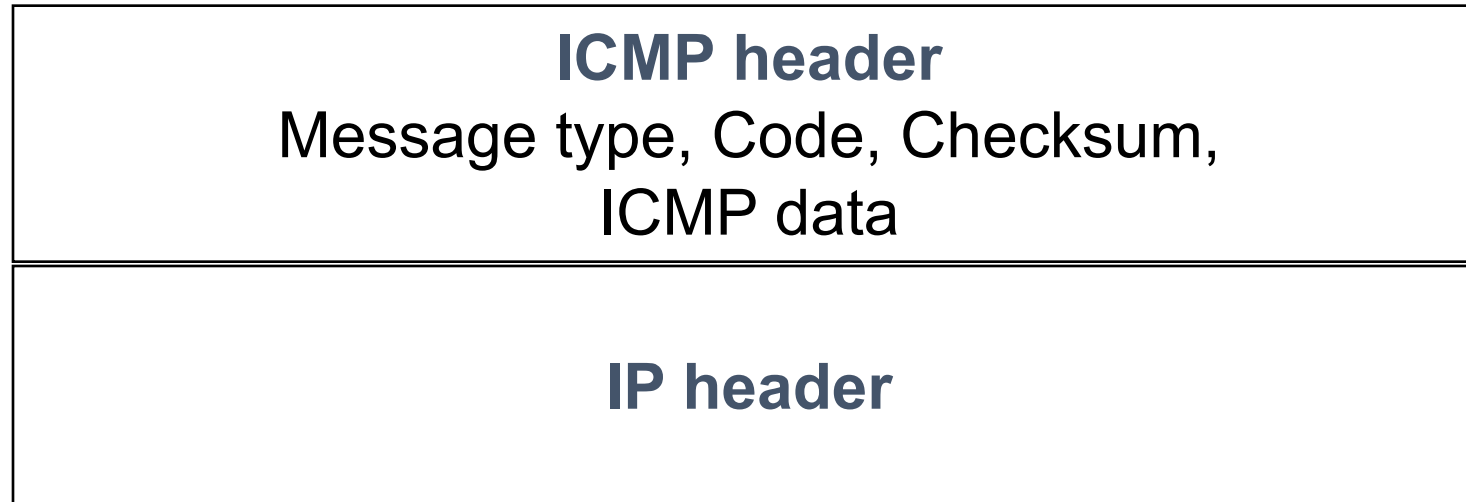 ICMP header
Message type, Code, Checksum,
ICMP data
IP header